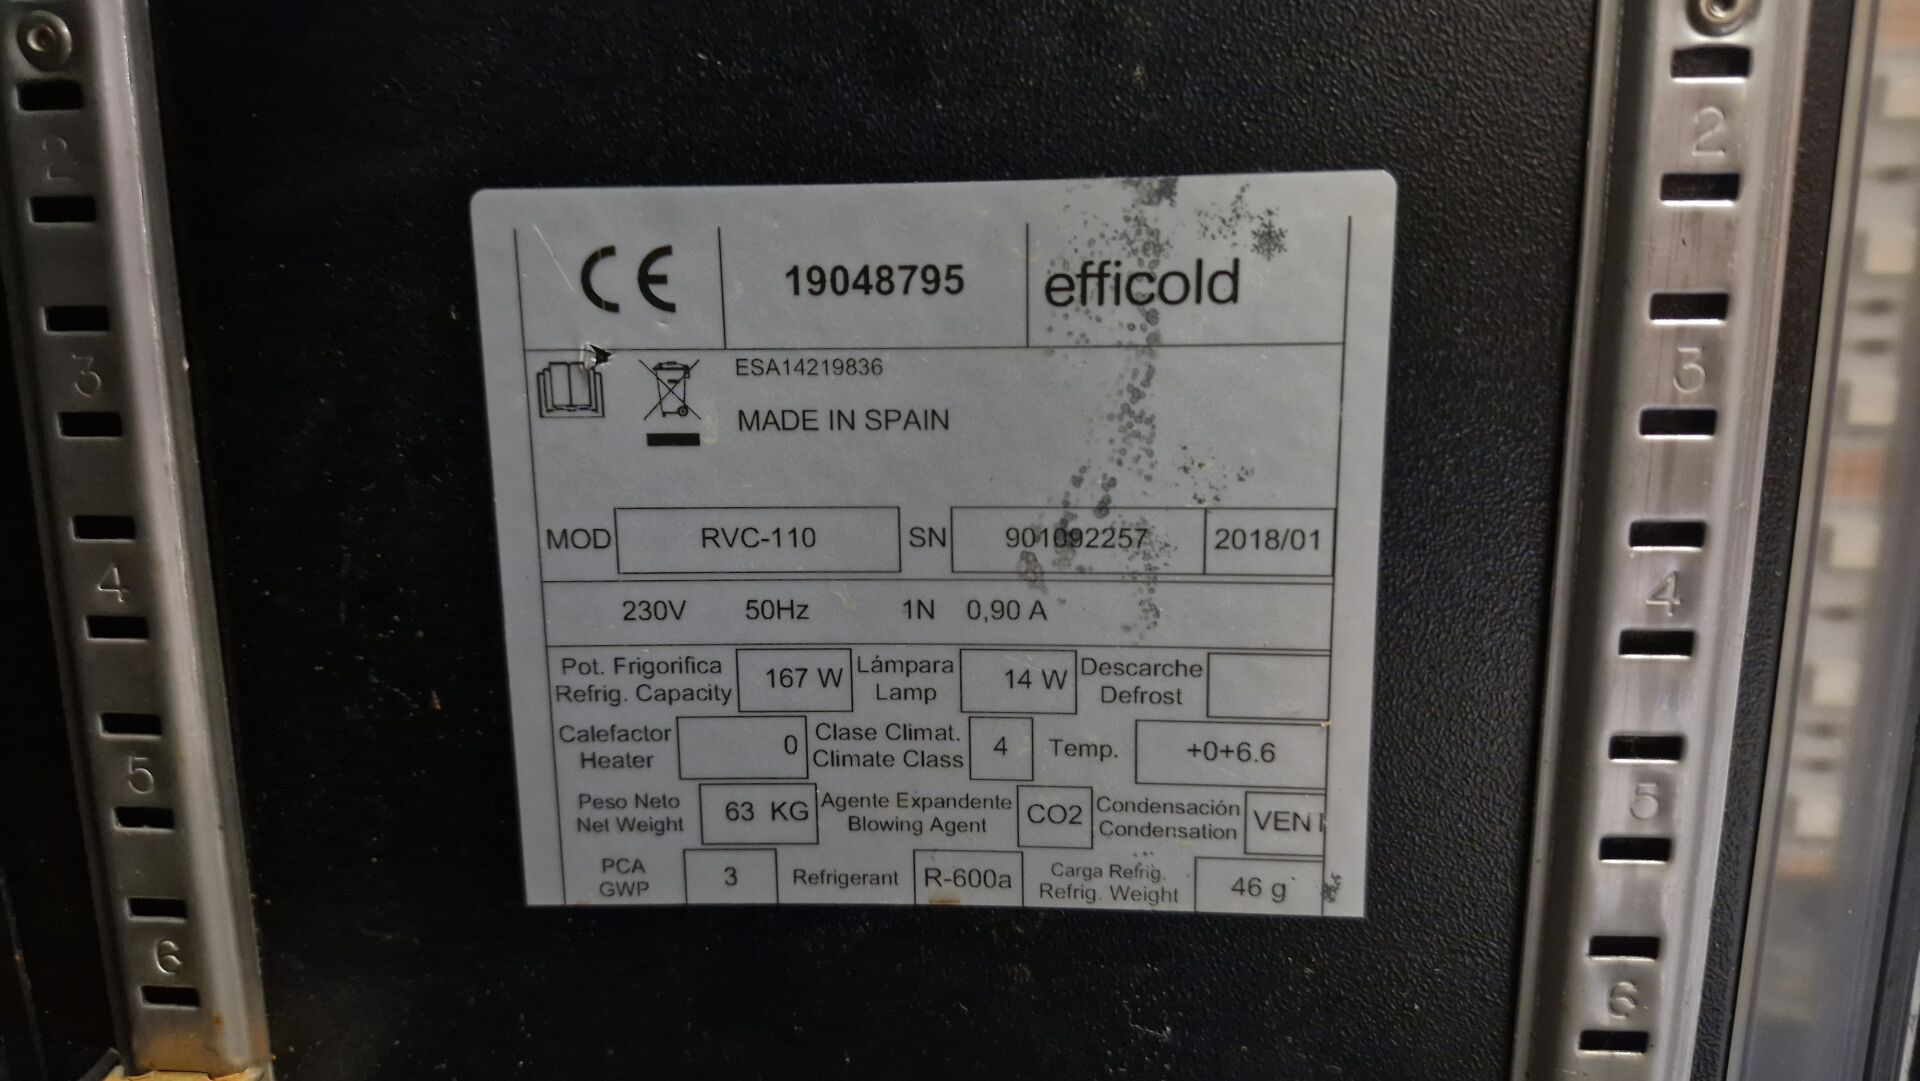 CE 19048795 efficold
ESA14219836
MADE IN SPAIN
MOD RVC-110 SN 901092257 2018/01
230V 50Hz 1N 0,90 A
Pot. Frigorifica Refrig. Capacity 167 W Lámpara Lamp 14 W Descarche Defrost
Calefactor Heater 0 Clase Climat. Climate Class 4 Temp. +0+6.6
Peso Neto Net Weight 63 KG Agente Expandente Blowing Agent CO2 Condensación Condensation VENT
PCA GWP 3 Refrigerant R-600a Carga Refrig. Refrig. Weight 46 g
2
3
4
5
6
2
3
4
5
6